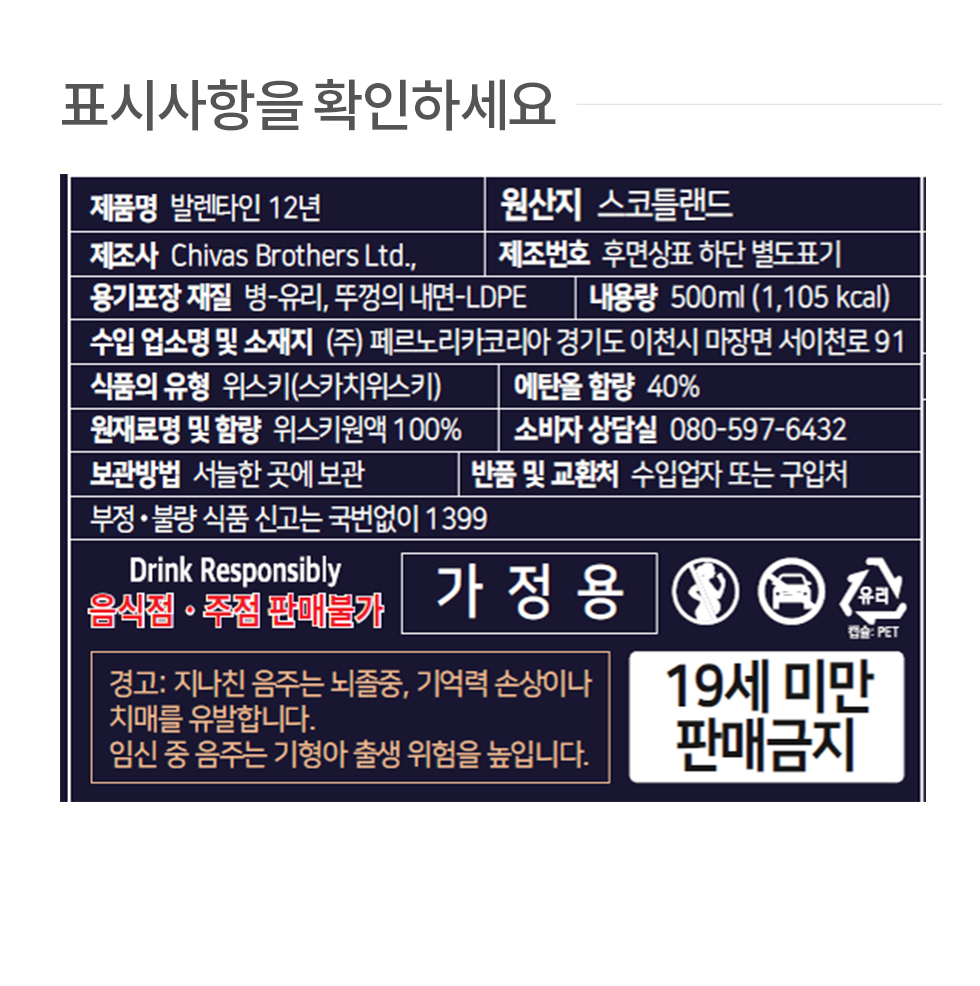 표시사항을 확인하세요
제품명 발렌타인 12년 원산지 스코틀랜드
제조사 Chivas Brothers Ltd., 제조번호 후면상표 하단 별도표기
용기포장 재질 병-유리, 뚜껑의 내면-LDPE 내용량 500ml (1,105 kcal)
수입 업소명 및 소재지 (주) 페르노리카코리아 경기도 이천시 마장면 서이천로 91
식품의 유형 위스키(스카치위스키) 에탄올 함량 40%
원재료명 및 함량 위스키원액 100% 소비자 상담실 080-597-6432
보관방법 서늘한 곳에 보관 반품 및 교환처 수입업자 또는 구입처
부정•불량 식품 신고는 국번없이 1399
Drink Responsibly
음식점・주점 판매불가
가 정 용
유리
캡슐: PET
경고: 지나친 음주는 뇌졸중, 기억력 손상이나
치매를 유발합니다.
임신 중 음주는 기형아 출생 위험을 높입니다.
19세 미만
판매금지